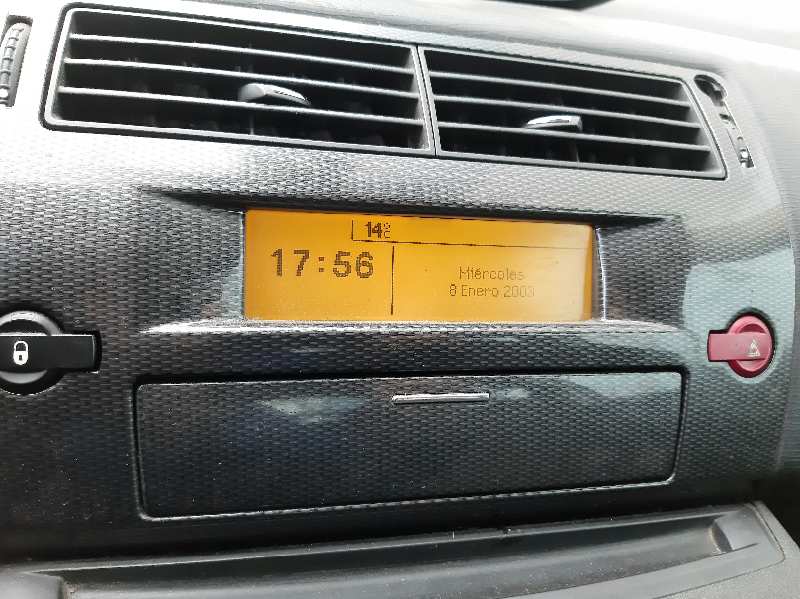 14°C
17:56
Miércoles
8 Enero 2003